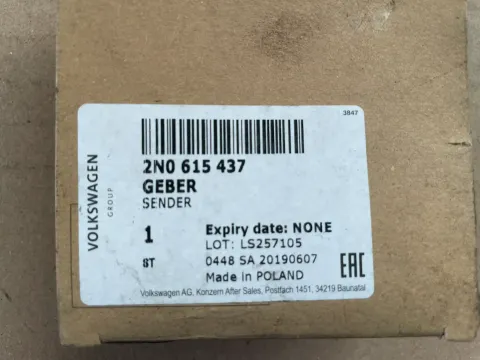 3847
VOLKSWAGEN
GROUP
2N0 615 437
GEBER
SENDER
1
Expiry date: NONE
LOT: LS257105
ST
0448 SA 20190607
Made in POLAND
EAC
Volkswagen AG, Konzern After Sales, Postfach 1451, 34219 Baunatal